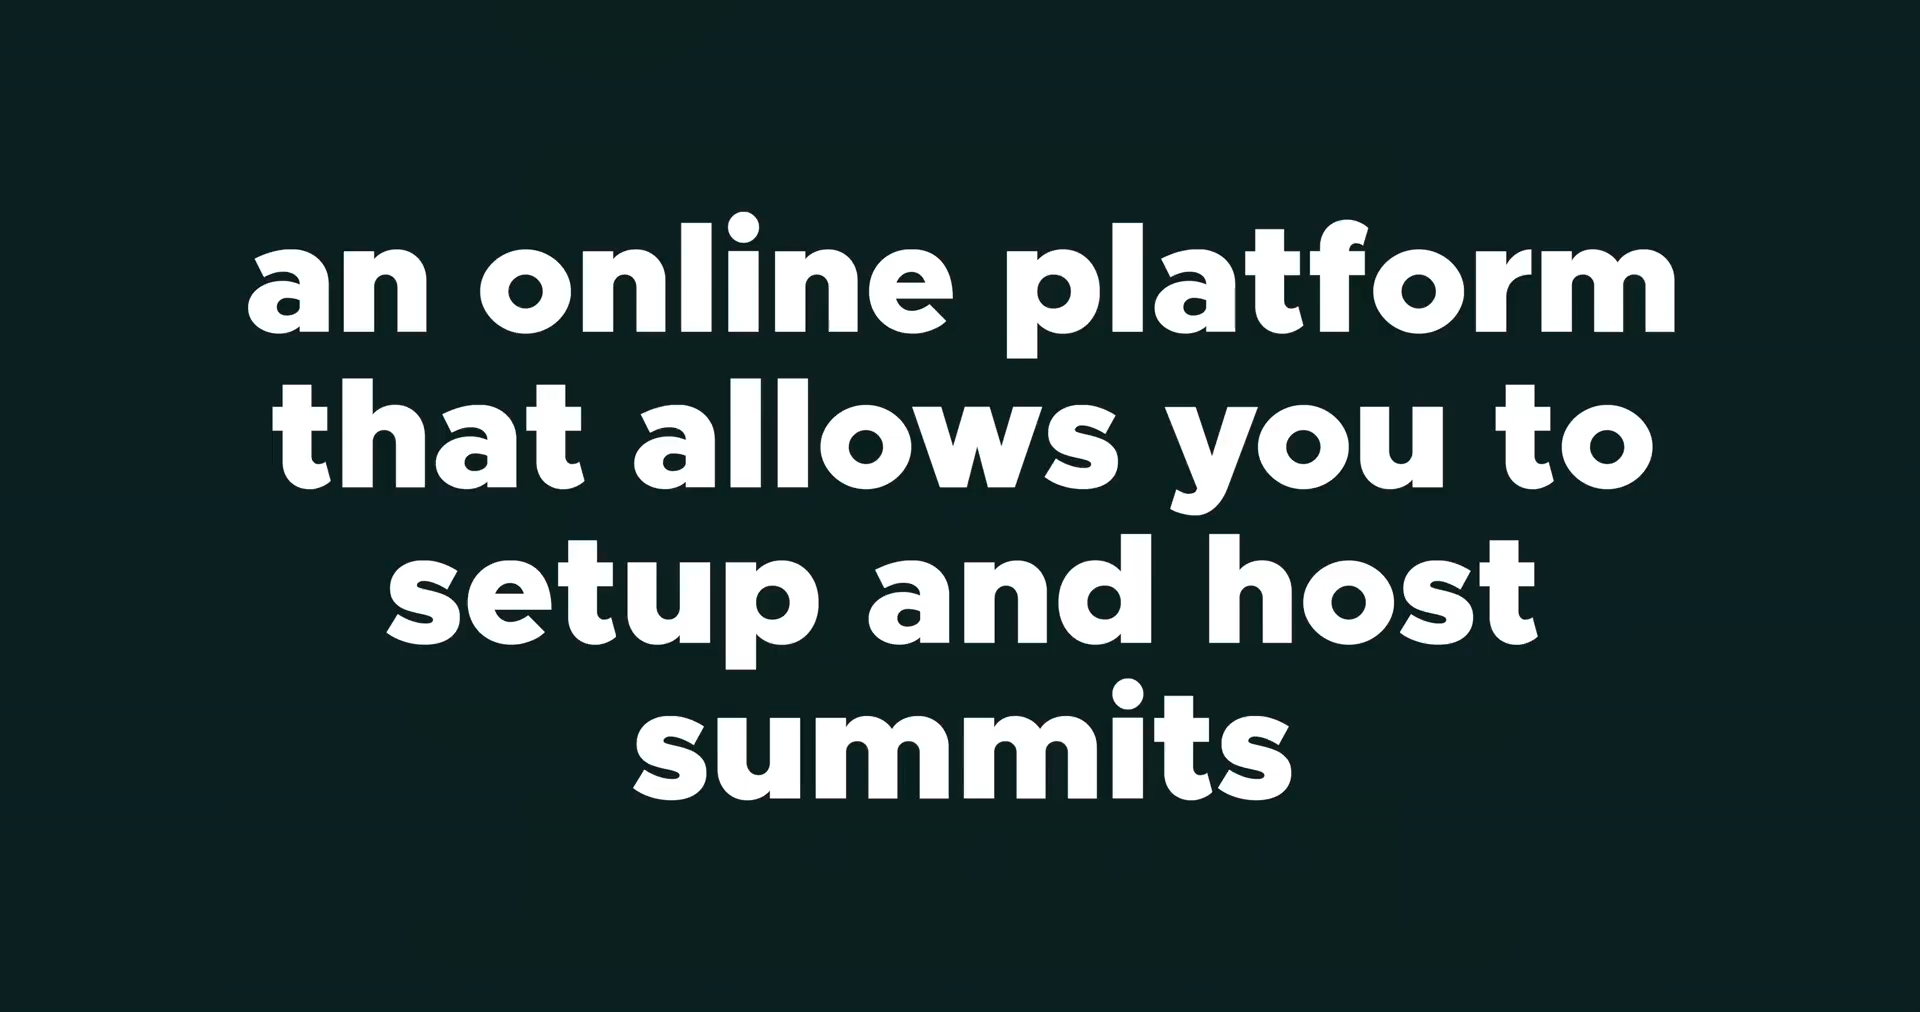 an online platform
that allows you to
setup and host
summits